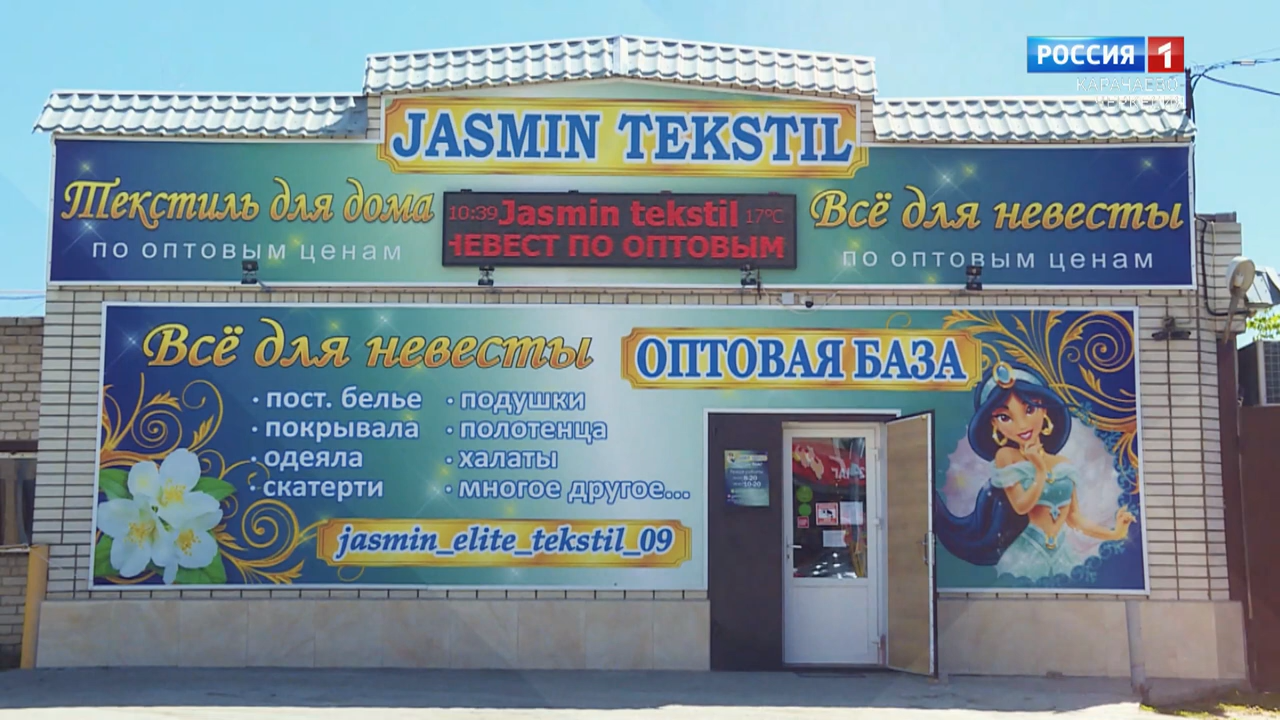 РОССИЯ 1
КАРАЧАЕВО
JASMIN TEKSTIL
Текстиль для дома
по оптовым ценам
10:39 Jasmin tekstil 17°C
НЕВЕСТ ПО ОПТОВЫМ
Всё для невесты
по оптовым ценам
Всё для невесты
ОПТОВАЯ БАЗА
· пост. белье
· покрывала
· одеяла
· скатерти
· подушки
· полотенца
· халаты
· многое другое...
jasmin_elite_tekstil_09